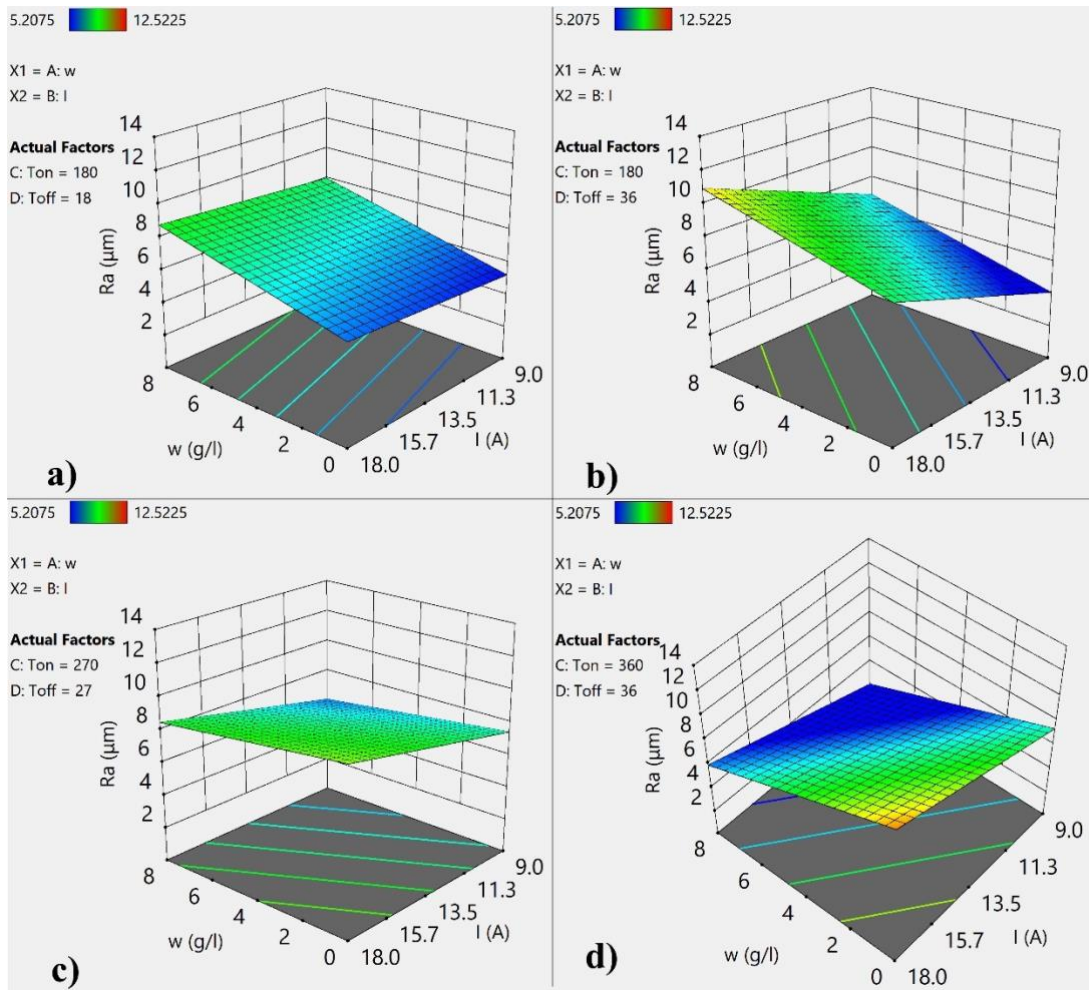 5.2075 12.5225
X1 = A: w
X2 = B: I
Actual Factors
C: Ton = 180
D: Toff = 18
Ra (µm)
14
12
10
8
6
4
2
8
6
4
2
0
w (g/l)
18.0
15.7
13.5
11.3
9.0
I (A)
a)
5.2075 12.5225
X1 = A: w
X2 = B: I
Actual Factors
C: Ton = 180
D: Toff = 36
Ra (µm)
14
12
10
8
6
4
2
8
6
4
2
0
w (g/l)
18.0
15.7
13.5
11.3
9.0
I (A)
b)
5.2075 12.5225
X1 = A: w
X2 = B: I
Actual Factors
C: Ton = 270
D: Toff = 27
Ra (µm)
14
12
10
8
6
4
2
8
6
4
2
0
w (g/l)
18.0
15.7
13.5
11.3
9.0
I (A)
c)
5.2075 12.5225
X1 = A: w
X2 = B: I
Actual Factors
C: Ton = 360
D: Toff = 36
Ra (µm)
14
12
10
8
6
4
2
8
6
4
2
0
w (g/l)
18.0
15.7
13.5
11.3
9.0
I (A)
d)